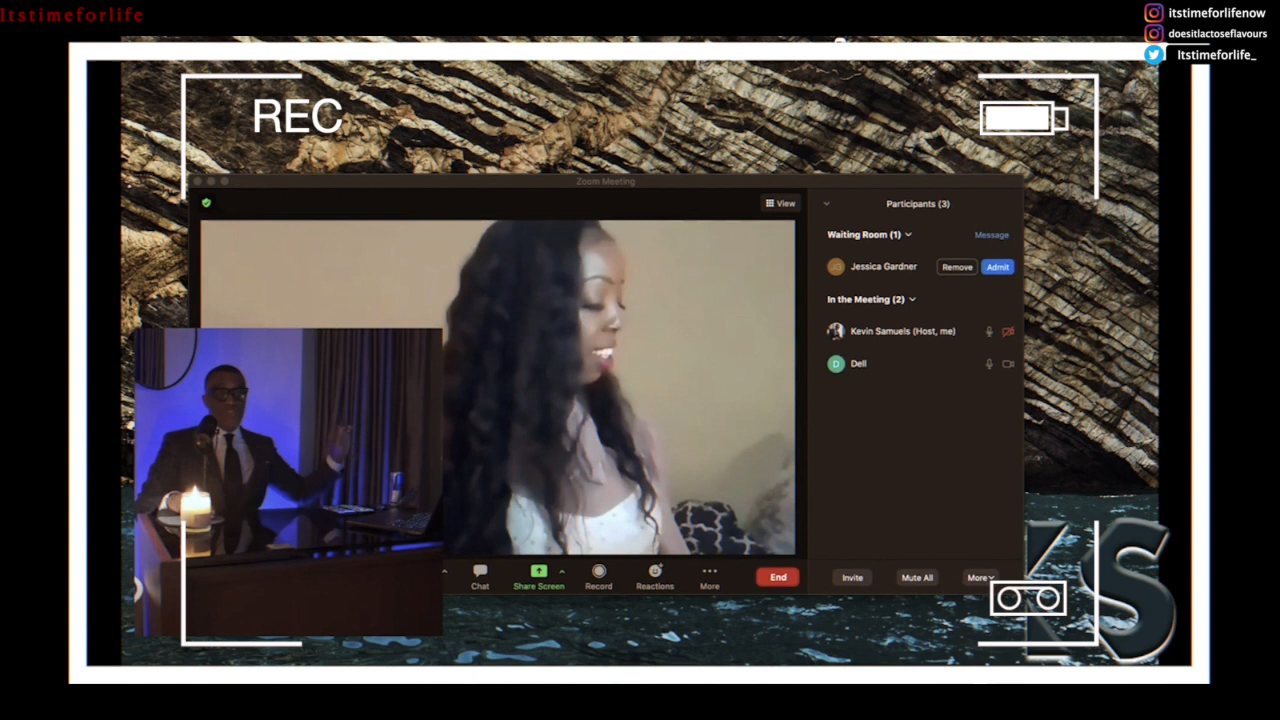 Itstimeforlife
itstimeforlifenow
doesitlactoseflavours
Itstimeforlife_
REC
Zoom Meeting
View
Participants (3)
Waiting Room (1)
Message
JG
Jessica Gardner
Remove
Admit
In the Meeting (2)
Kevin Samuels (Host, me)
D
Dell
Chat
Share Screen
Record
Reactions
More
End
Invite
Mute All
More
KS